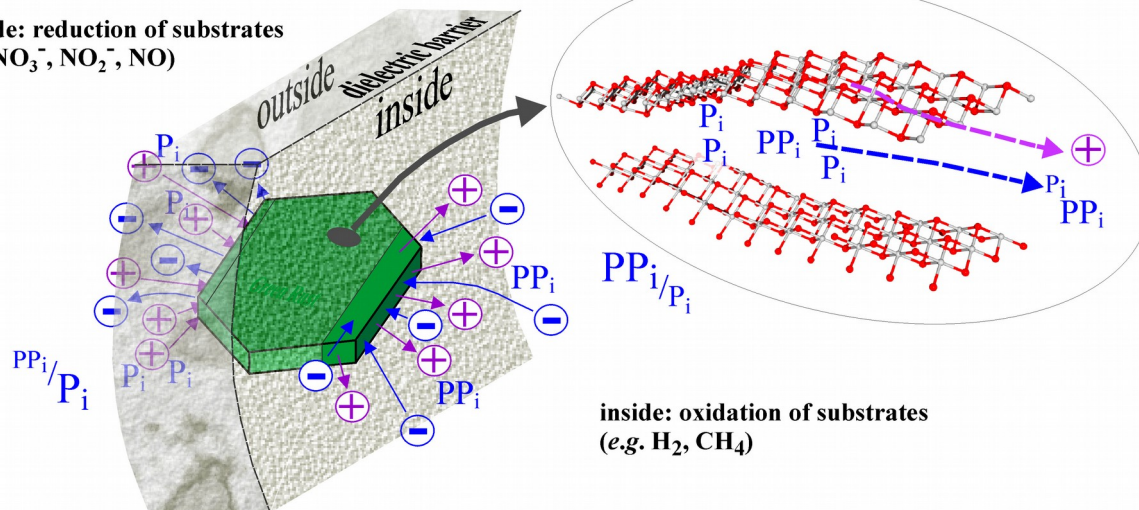 de: reduction of substrates
NO₃⁻, NO₂⁻, NO)
outside
dielectric barrier
inside
Pᵢ
Pᵢ
Pᵢ
Pᵢ
PPᵢ/Pᵢ
PPᵢ
PPᵢ
Pᵢ
Pᵢ
PPᵢ
Pᵢ
Pᵢ
Pᵢ
PPᵢ
PPᵢ/Pᵢ
inside: oxidation of substrates
(e.g. H₂, CH₄)